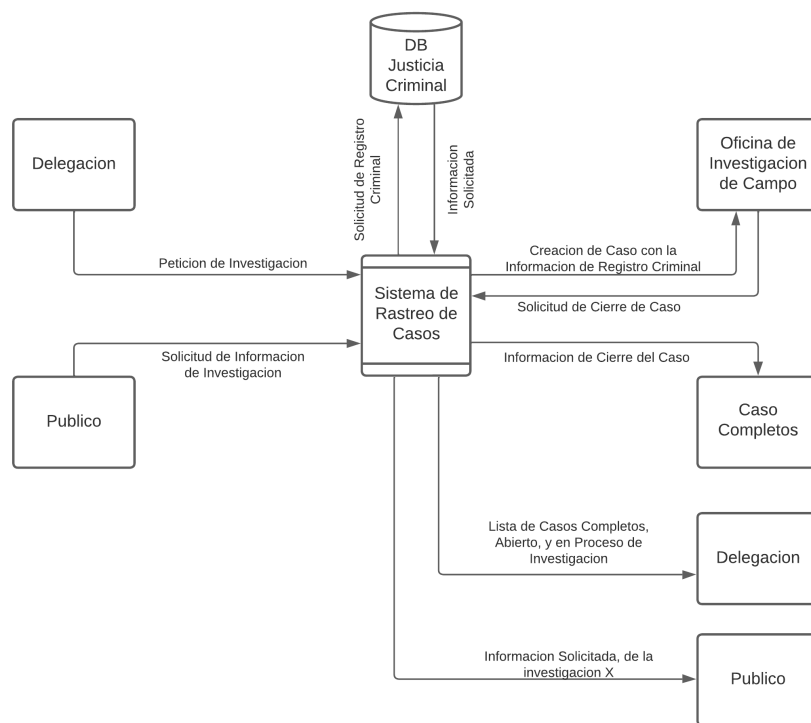 DB
Justicia
Criminal
Delegacion
Solicitud de Registro
Criminal
Informacion
Solicitada
Oficina de
Investigacion
de Campo
Peticion de Investigacion
Creacion de Caso con la
Informacion de Registro Criminal
Sistema de
Rastreo de
Casos
Solicitud de Cierre de Caso
Solicitud de Informacion
de Investigacion
Informacion de Cierre del Caso
Publico
Caso
Completos
Lista de Casos Completos,
Abierto, y en Proceso de
Investigacion
Delegacion
Informacion Solicitada, de la
investigacion X
Publico